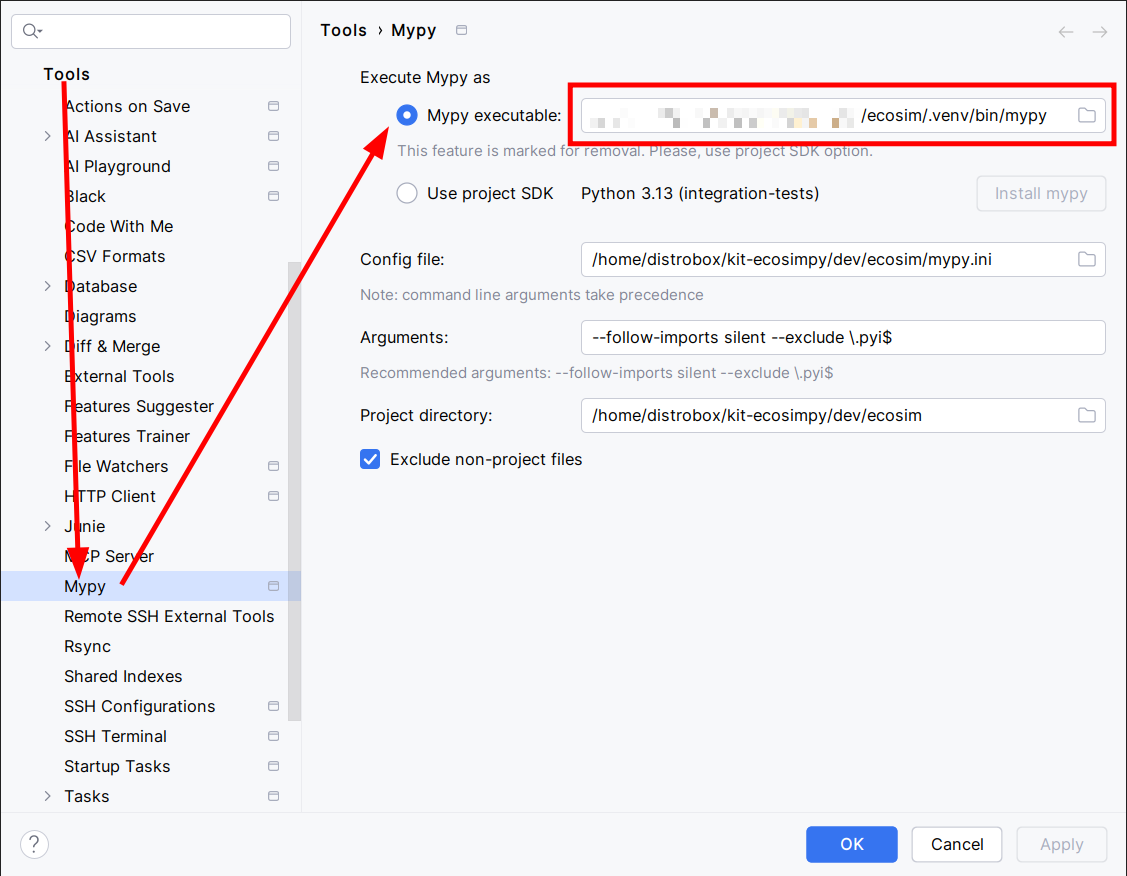 Tools
Actions on Save
AI Assistant
AI Playground
Black
Code With Me
CSV Formats
Database
Diagrams
Diff & Merge
External Tools
Features Suggester
Features Trainer
File Watchers
HTTP Client
Junie
MCP Server
Mypy
Remote SSH External Tools
Rsync
Shared Indexes
SSH Configurations
SSH Terminal
Startup Tasks
Tasks
Tools › Mypy
Execute Mypy as
Mypy executable: /ecosim/.venv/bin/mypy
This feature is marked for removal. Please, use project SDK option.
Use project SDK Python 3.13 (integration-tests) Install mypy
Config file: /home/distrobox/kit-ecosimpy/dev/ecosim/mypy.ini
Note: command line arguments take precedence
Arguments: --follow-imports silent --exclude \.pyi$
Recommended arguments: --follow-imports silent --exclude \.pyi$
Project directory: /home/distrobox/kit-ecosimpy/dev/ecosim
Exclude non-project files
? OK Cancel Apply